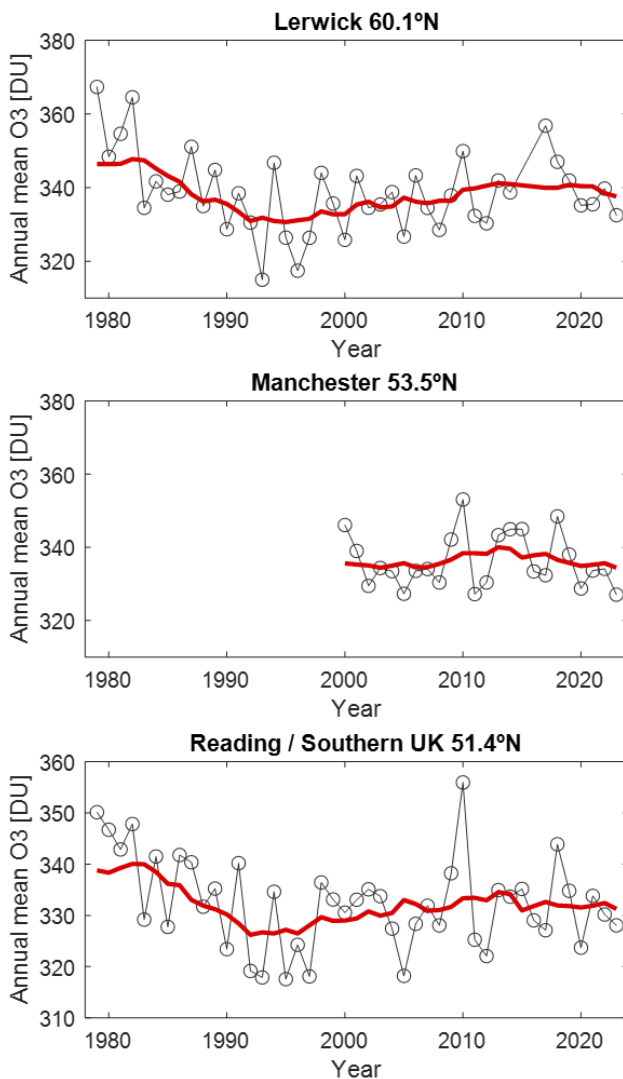 Lerwick 60.1ºN
380
360
340
320
Annual mean O3 [DU]
1980 1990 2000 2010 2020
Year
Manchester 53.5ºN
380
360
340
320
Annual mean O3 [DU]
1980 1990 2000 2010 2020
Year
Reading / Southern UK 51.4ºN
360
350
340
330
320
310
Annual mean O3 [DU]
1980 1990 2000 2010 2020
Year